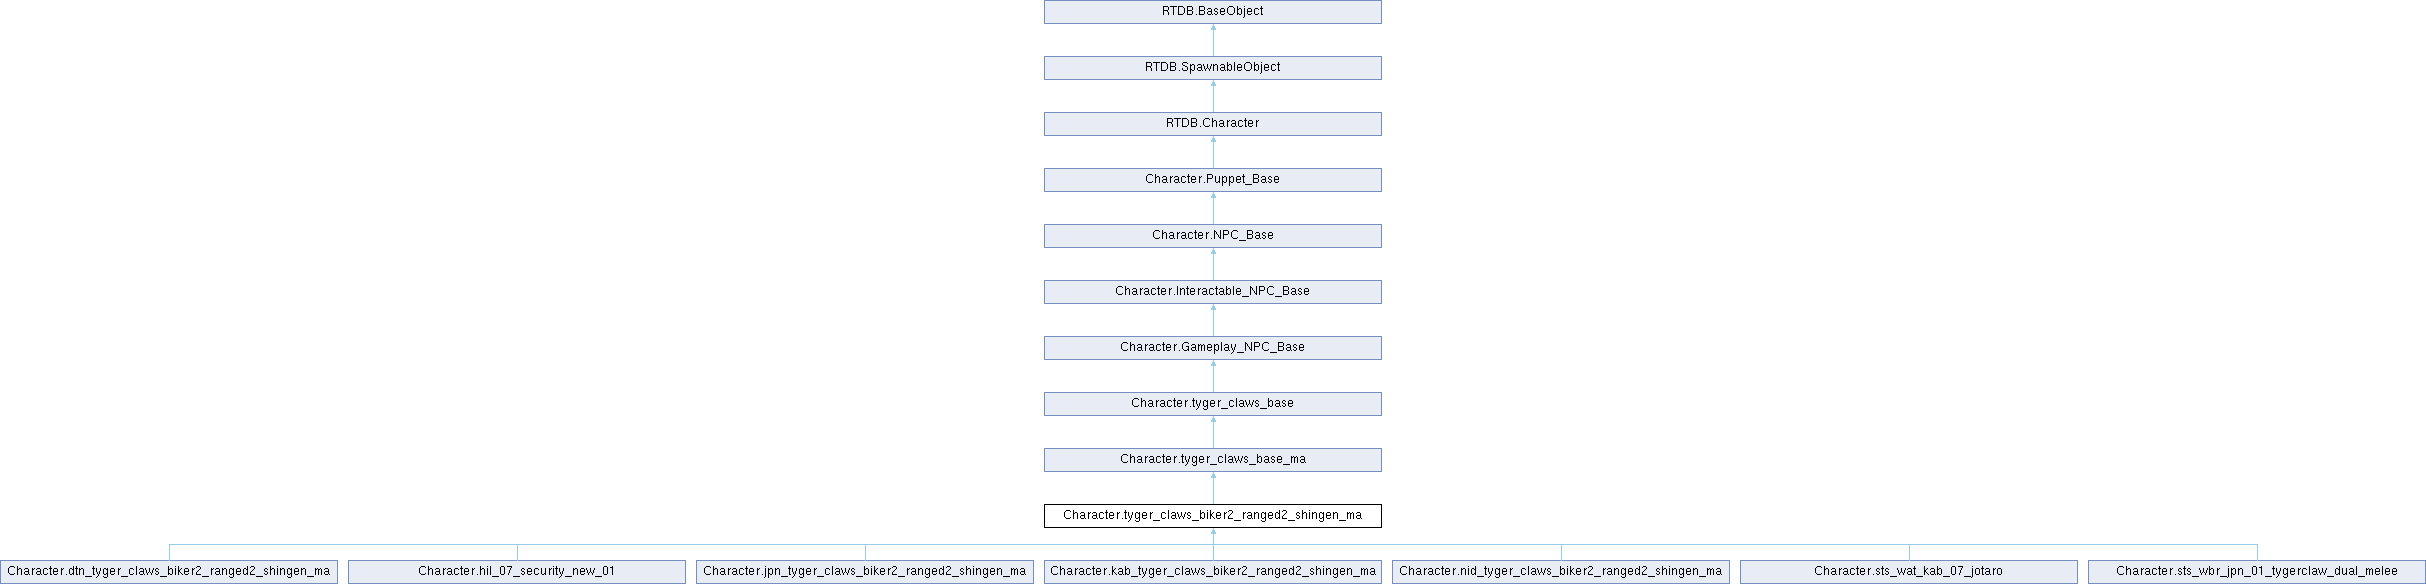 RTDB.BaseObject
RTDB.SpawnableObject
RTDB.Character
Character.Puppet_Base
Character.NPC_Base
Character.Interactable_NPC_Base
Character.Gameplay_NPC_Base
Character.tyger_claws_base
Character.tyger_claws_base_ma
Character.tyger_claws_biker2_ranged2_shingen_ma
Character.dtn_tyger_claws_biker2_ranged2_shingen_ma
Character.hil_07_security_new_01
Character.jpn_tyger_claws_biker2_ranged2_shingen_ma
Character.kab_tyger_claws_biker2_ranged2_shingen_ma
Character.nid_tyger_claws_biker2_ranged2_shingen_ma
Character.sts_wat_kab_07_jotaro
Character.sts_wbr_jpn_01_tygerclaw_dual_melee